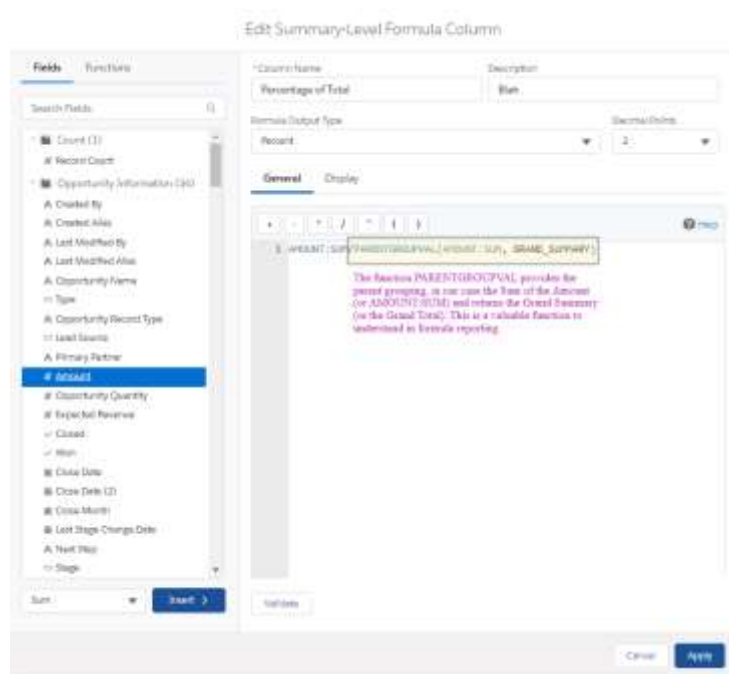 Edit Summary-Level Formula Column
Fields Functions
Search Fields
Count (1)
Record Count
Opportunity Information
Created By
Created Alias
Last Modified By
Last Modified Alias
Opportunity Name
Type
Opportunity Record Type
Lead Source
Primary Partner
Amount
Opportunity Quantity
Expected Revenue
Closed
Won
Close Date
Close Date (2)
Close Month
Last Stage Change Date
Next Step
Stage
Sum
Insert
*Column Name
Description
Percentage of Total
Blah
Formula Output Type
Decimal Points
Percent
2
General Display
+ - * / ^ ( )
Help
1 AMOUNT:SUM/PARENTGROUPVAL(AMOUNT:SUM, GRAND_SUMMARY)
The function PARENTGROUPVAL provides the
parent grouping, in our case the Sum of the Amount
(or AMOUNT:SUM) and returns the Grand Summary
(or the Grand Total). This is a valuable function to
understand in formula reporting
Validate
Cancel
Apply